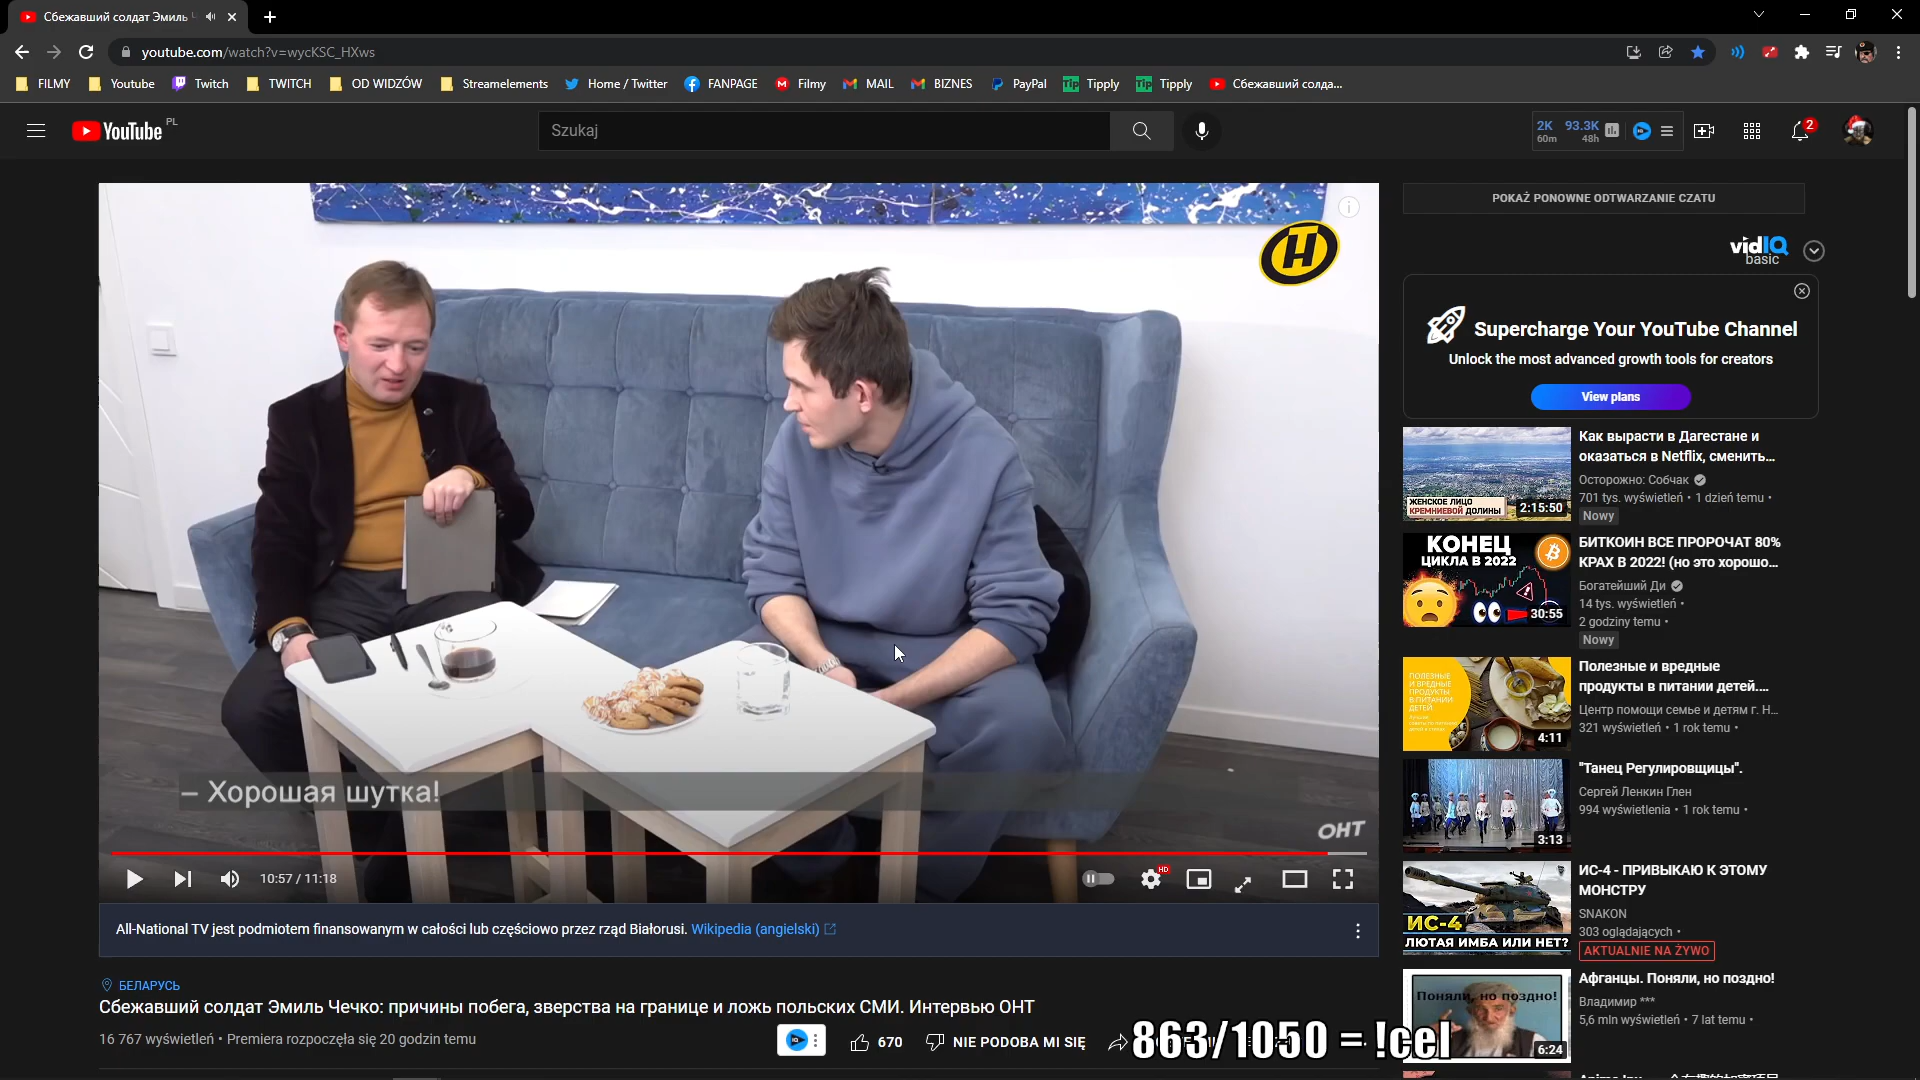 Сбежавший солдат Эмиль
youtube.com/watch?v=wycKSC_HXws
FILMY
Youtube
Twitch
TWITCH
OD WIDZÓW
Streamelements
Home / Twitter
FANPAGE
Filmy
MAIL
BIZNES
PayPal
Tipply
Tipply
Сбежавший солда...
YouTube PL
Szukaj
2K
60m
93.3K
48h
2
H
– Хорошая шутка!
ОНТ
10:57 / 11:18
HD
All-National TV jest podmiotem finansowanym w całości lub częściowo przez rząd Białorusi. Wikipedia (angielski)
БЕЛАРУСЬ
Сбежавший солдат Эмиль Чечко: причины побега, зверства на границе и ложь польских СМИ. Интервью ОНТ
16 767 wyświetleń • Premiera rozpoczęła się 20 godzin temu
670
NIE PODOBA MI SIĘ
863/1050 = !cel
POKAŻ PONOWNE ODTWARZANIE CZATU
vidIQ
basic
Supercharge Your YouTube Channel
Unlock the most advanced growth tools for creators
View plans
ЖЕНСКОЕ ЛИЦО
КРЕМНИЕВОЙ ДОЛИНЫ
2:15:50
Как вырасти в Дагестане и
оказаться в Netflix, сменить...
Осторожно: Собчак
701 tys. wyświetleń • 1 dzień temu •
Nowy
КОНЕЦ
ЦИКЛА В 2022
30:55
БИТКОИН ВСЕ ПРОРОЧАТ 80%
КРАХ В 2022! (но это хорошо...
Богатейший Ди
14 tys. wyświetleń •
2 godziny temu •
Nowy
ПОЛЕЗНЫЕ
И ВРЕДНЫЕ
ПРОДУКТЫ
В ПИТАНИИ
ДЕТЕЙ
4:11
Полезные и вредные
продукты в питании детей....
Центр помощи семье и детям г. Н...
321 wyświetleń • 1 rok temu •
3:13
"Танец Регулировщицы".
Сергей Ленкин Глен
994 wyświetlenia • 1 rok temu •
ИС-4
ЛЮТАЯ ИМБА ИЛИ НЕТ?
ИС-4 - ПРИВЫКАЮ К ЭТОМУ
МОНСТРУ
SNAKON
303 oglądających •
AKTUALNIE NA ŻYWO
Поняли, но поздно!
6:24
Афганцы. Поняли, но поздно!
Владимир ***
5,6 mln wyświetleń • 7 lat temu •